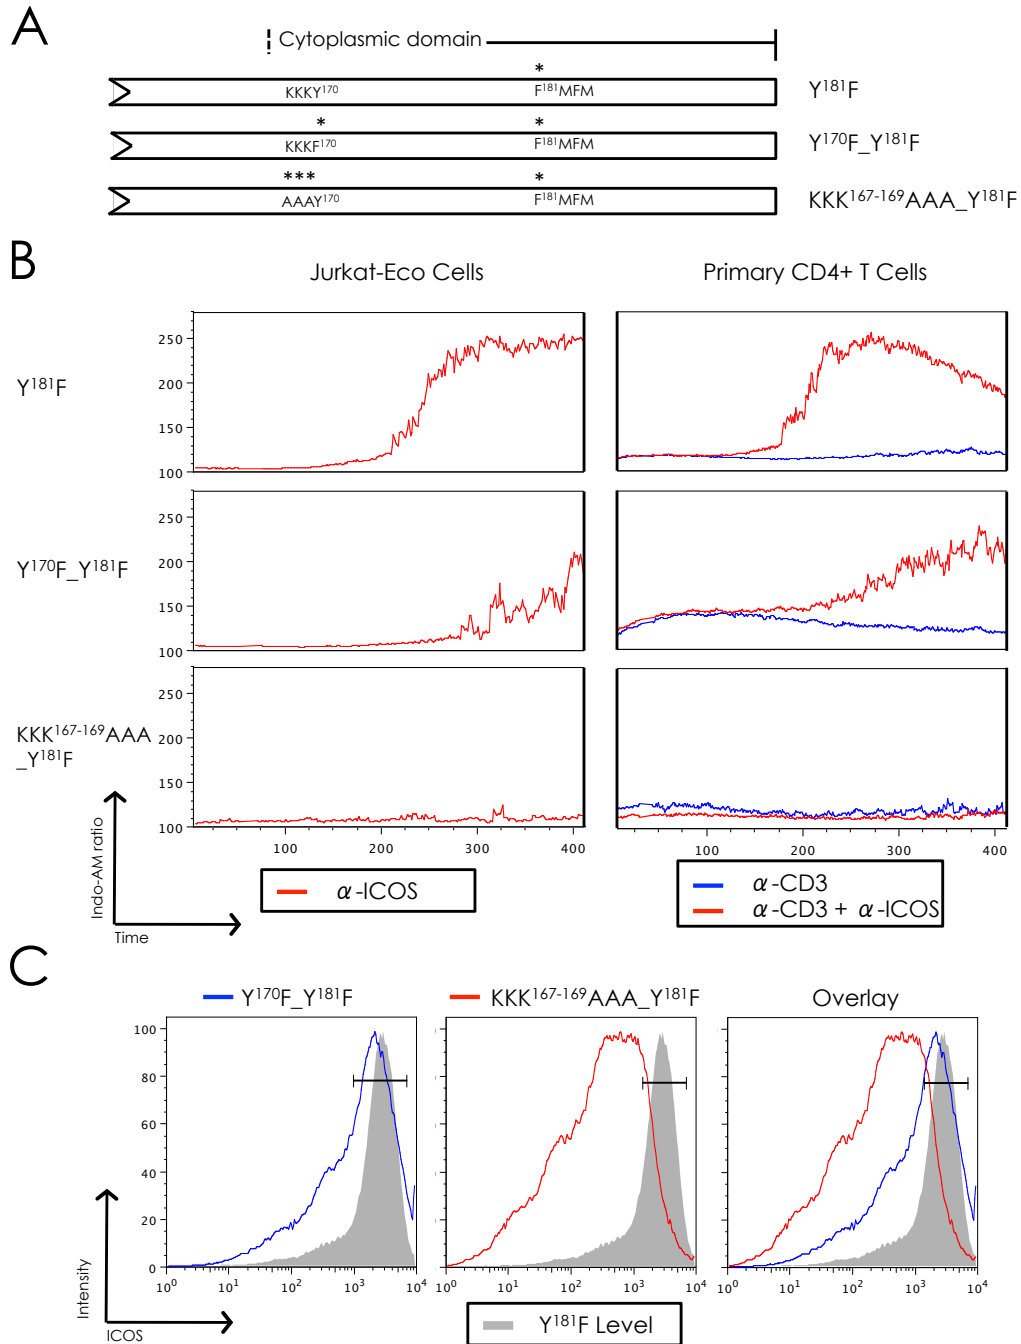 A
Cytoplasmic domain
*
KKKY¹⁷⁰ F¹⁸¹MFM Y¹⁸¹F
* *
KKKF¹⁷⁰ F¹⁸¹MFM Y¹⁷⁰F_Y¹⁸¹F
*** *
AAAY¹⁷⁰ F¹⁸¹MFM KKK¹⁶⁷⁻¹⁶⁹AAA_Y¹⁸¹F
B
Jurkat-Eco Cells Primary CD4+ T Cells
Y¹⁸¹F
250
200
150
100
Y¹⁷⁰F_Y¹⁸¹F
250
200
150
100
KKK¹⁶⁷⁻¹⁶⁹AAA
_Y¹⁸¹F
250
200
150
100
100 200 300 400
100 200 300 400
Indo-AM ratio
Time
α-ICOS
α-CD3
α-CD3 + α-ICOS
C
Y¹⁷⁰F_Y¹⁸¹F KKK¹⁶⁷⁻¹⁶⁹AAA_Y¹⁸¹F Overlay
100
80
60
40
20
0
10⁰ 10¹ 10² 10³ 10⁴
10⁰ 10¹ 10² 10³ 10⁴
10⁰ 10¹ 10² 10³ 10⁴
Intensity
ICOS
Y¹⁸¹F Level